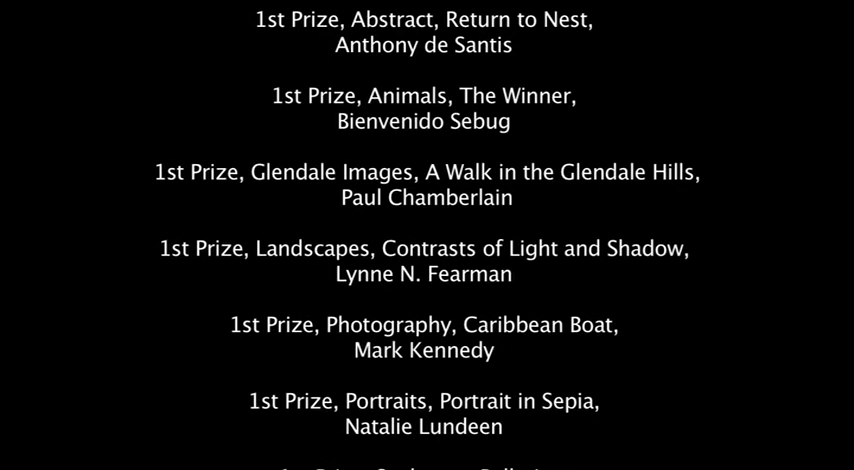 1st Prize, Abstract, Return to Nest,
Anthony de Santis
1st Prize, Animals, The Winner,
Bienvenido Sebug
1st Prize, Glendale Images, A Walk in the Glendale Hills,
Paul Chamberlain
1st Prize, Landscapes, Contrasts of Light and Shadow,
Lynne N. Fearman
1st Prize, Photography, Caribbean Boat,
Mark Kennedy
1st Prize, Portraits, Portrait in Sepia,
Natalie Lundeen